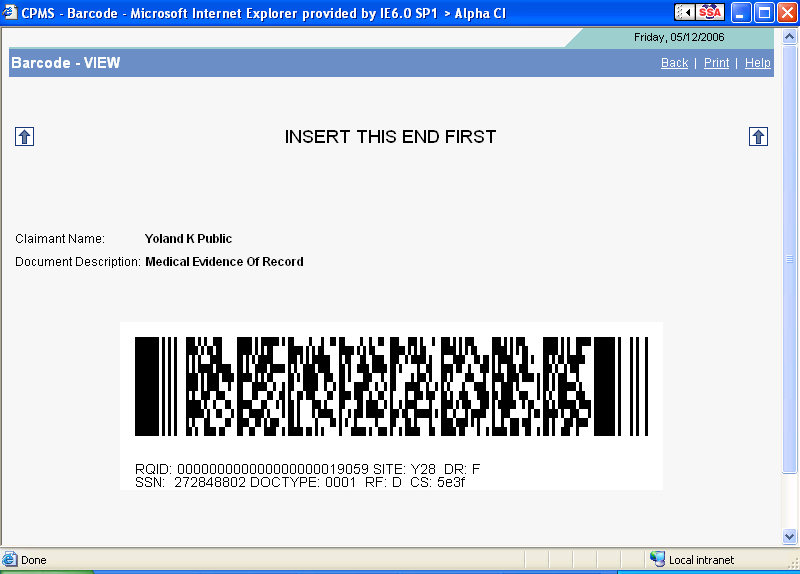 CPMS - Barcode - Microsoft Internet Explorer provided by IE6.0 SP1 > Alpha CI
SSA
Friday, 05/12/2006
Barcode - VIEW
Back | Print | Help
INSERT THIS END FIRST
Claimant Name: Yoland K Public
Document Description: Medical Evidence Of Record
RQID: 000000000000000000019059 SITE: Y28 DR: F
SSN: 272848802 DOCTYPE: 0001 RF: D CS: 5e3f
Done
Local intranet